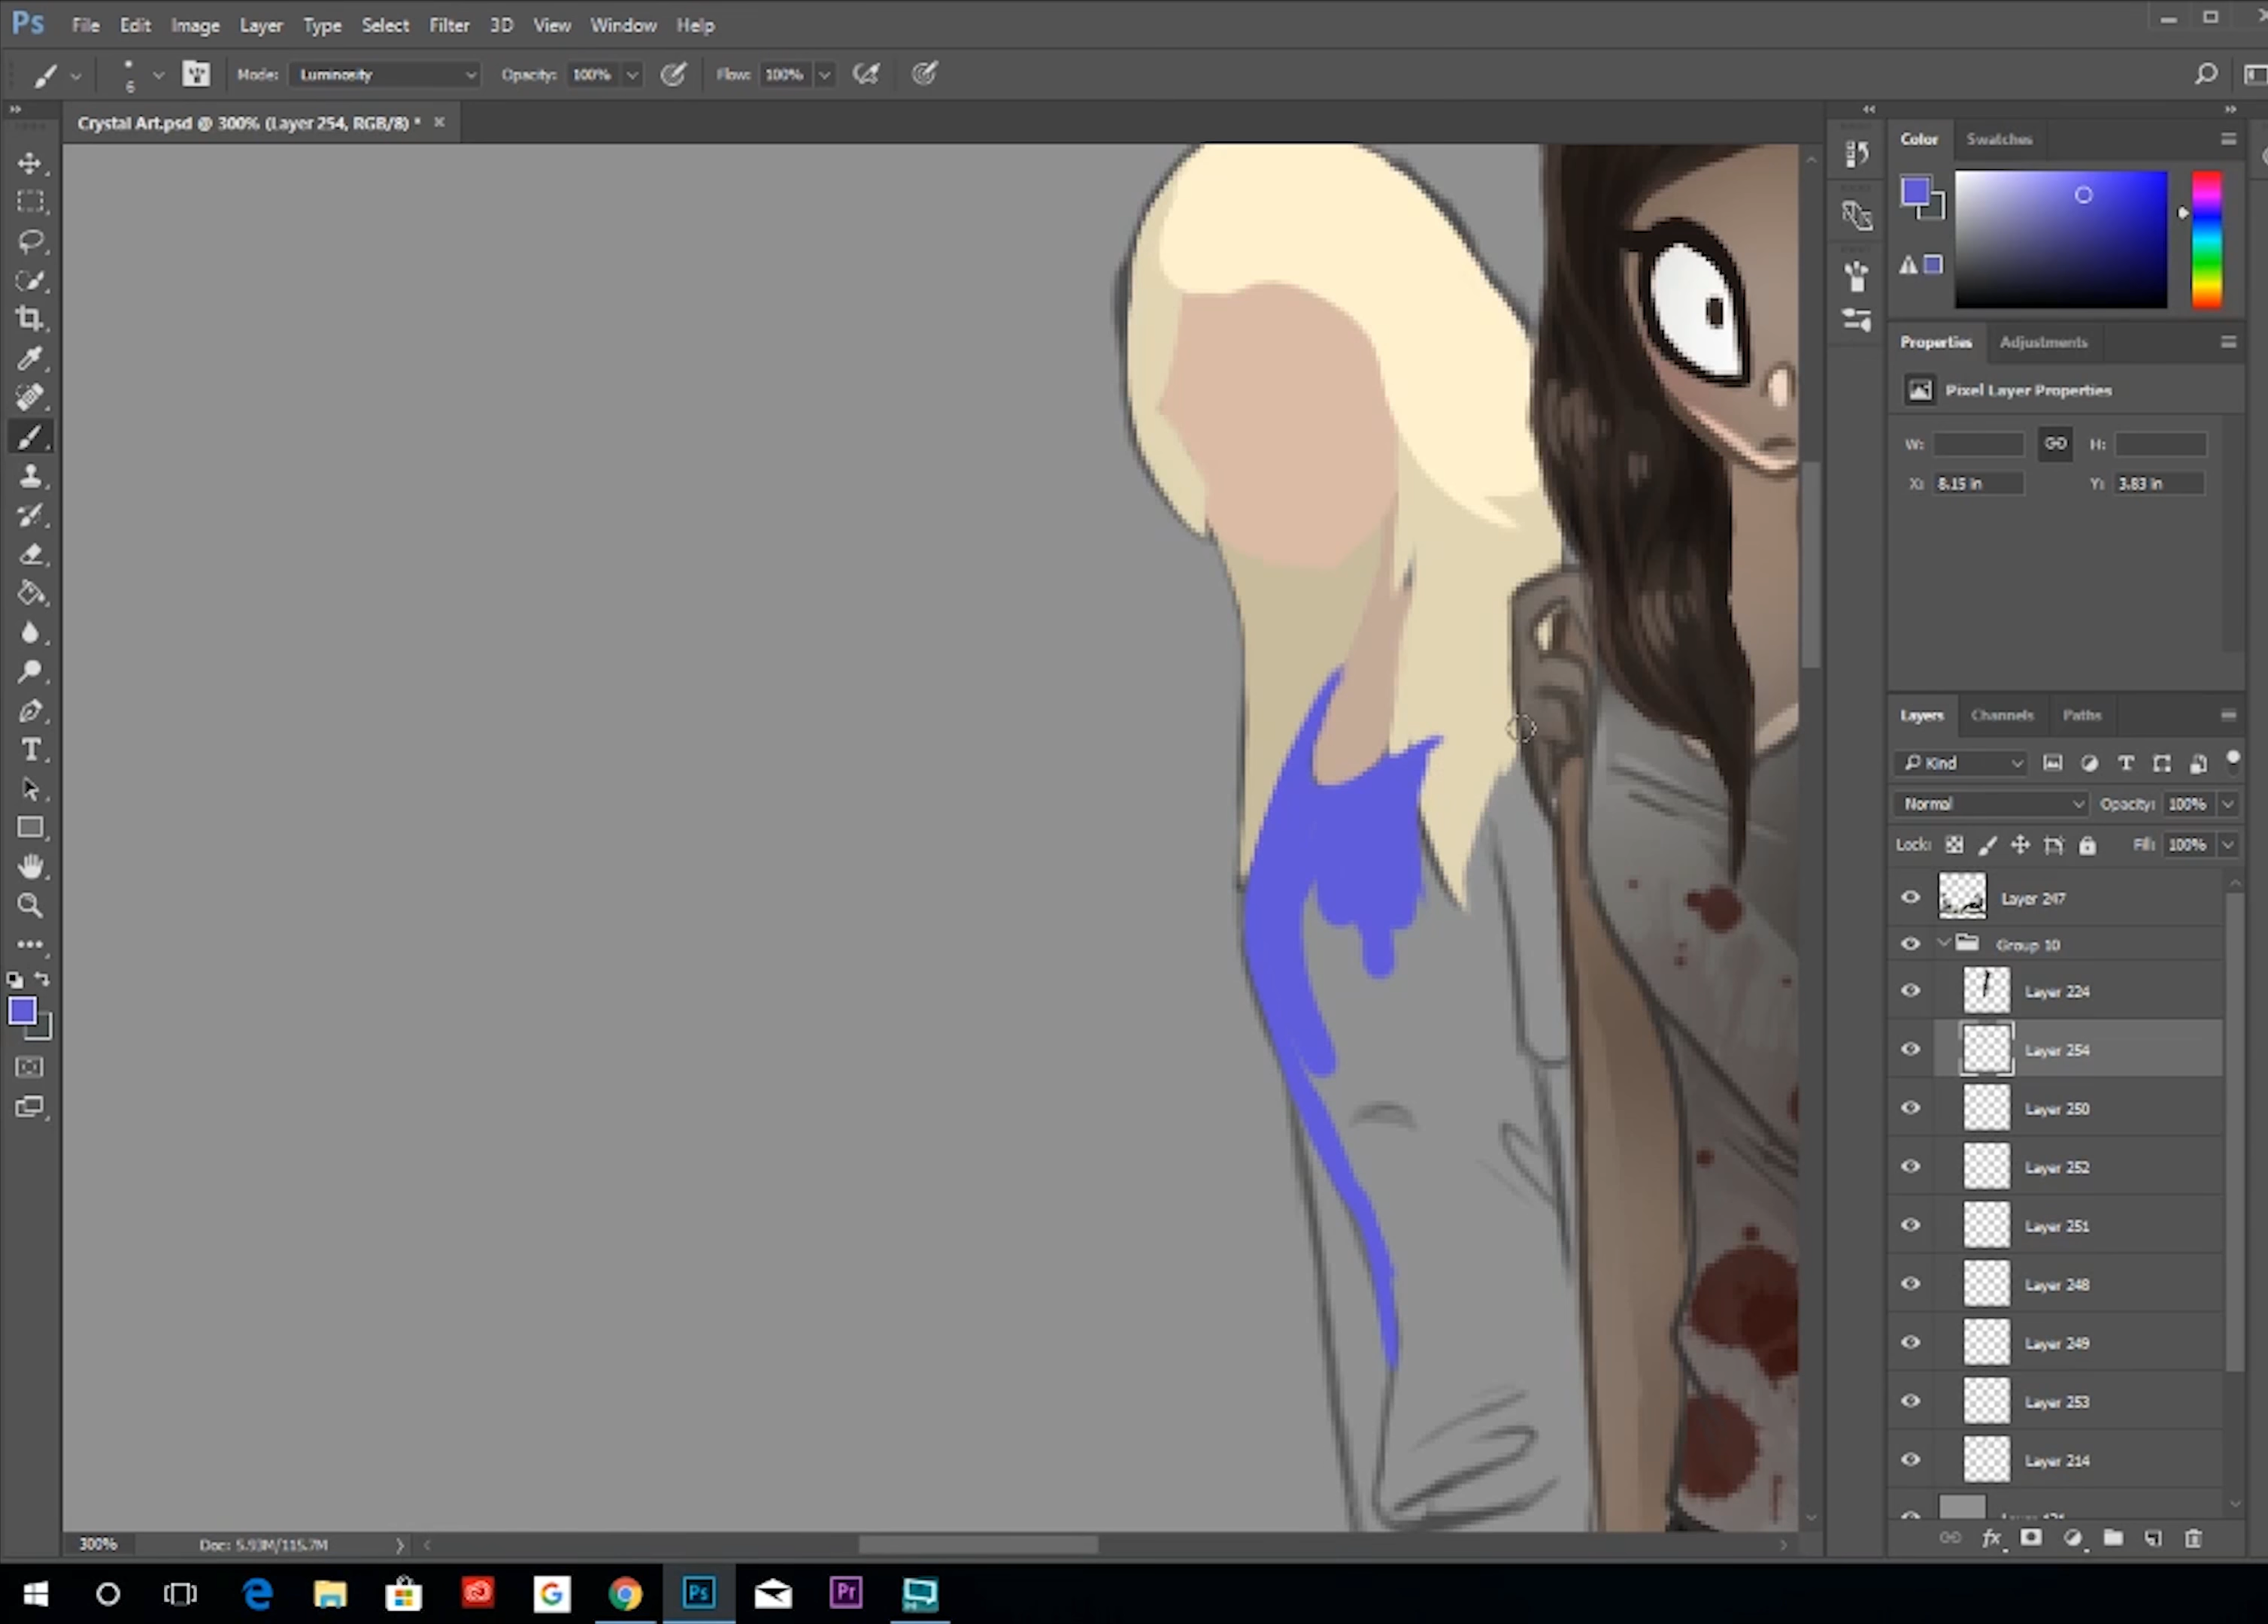 Ps File Edit Image Layer Type Select Filter 3D View Window Help
6 Mode: Luminosity Opacity: 100% Flow: 100%
Crystal Art.psd @ 300% (Layer 254, RGB/8) *
Color Swatches
Properties Adjustments
Pixel Layer Properties
W: H:
X: 8.15 in Y: 3.83 in
Layers Channels Paths
Kind
Normal Opacity: 100%
Lock: Fill: 100%
Layer 247
Group 10
Layer 224
Layer 254
Layer 250
Layer 252
Layer 251
Layer 248
Layer 249
Layer 253
Layer 214
fx
300% Doc: 5.93M/115.7M
Ps Pr